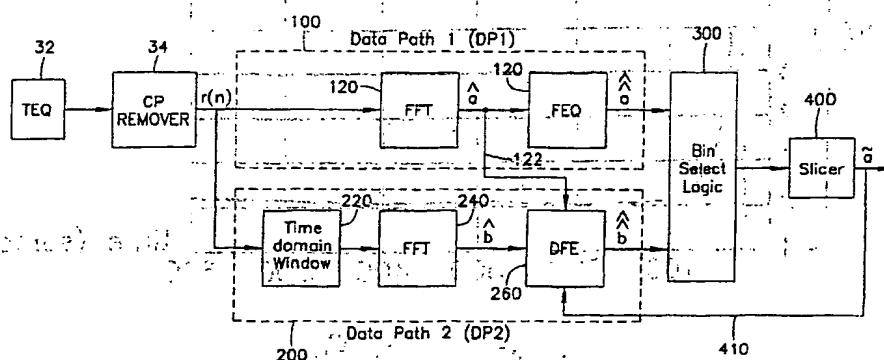 100
Data Path 1 (DP1)
32
34
300
TEQ
CP
REMOVER
r(n)
120
FFT
â
120
FEQ
a
122
Bin
Select
Logic
400
Slicer
220
Time
domain
Window
240
FFT
b̂
DFE
b
260
200
Data Path 2 (DP2)
410